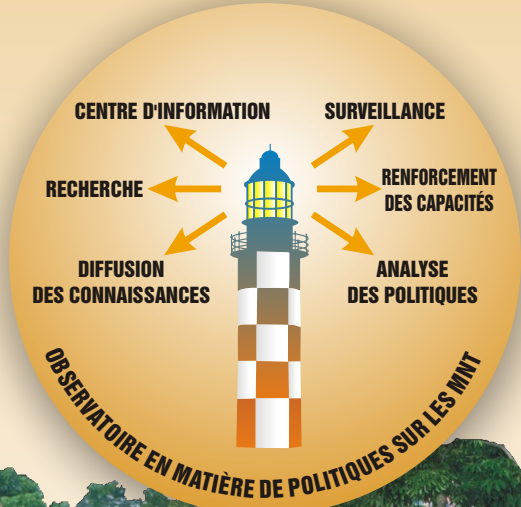 CENTRE D'INFORMATION
SURVEILLANCE
RECHERCHE
RENFORCEMENT
DES CAPACITÉS
DIFFUSION
DES CONNAISSANCES
ANALYSE
DES POLITIQUES
OBSERVATOIRE EN MATIÈRE DE POLITIQUES SUR LES MNT